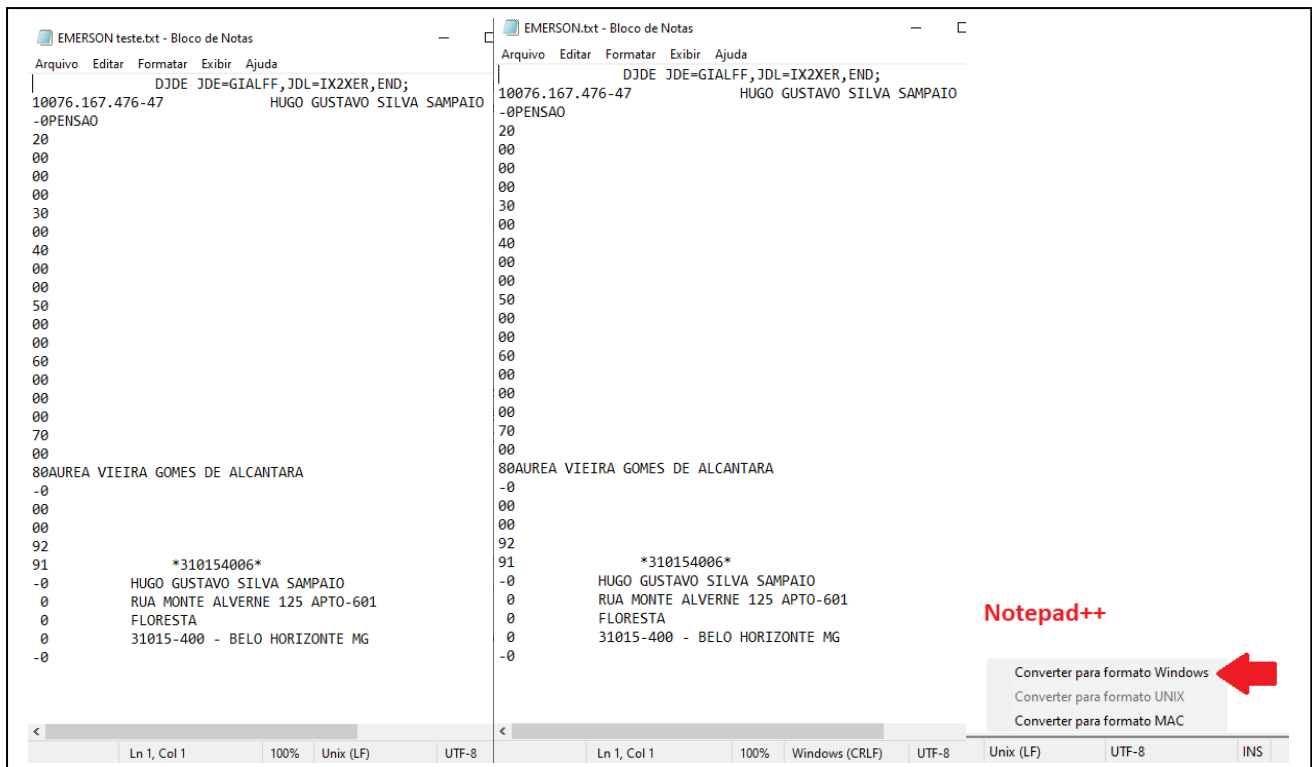 EMERSON teste.txt - Bloco de Notas
Arquivo Editar Formatar Exibir Ajuda
DJDE JDE=GIALFF,JDL=IX2XER,END;
10076.167.476-47 HUGO GUSTAVO SILVA SAMPAIO
-0PENSAO
20
00
00
00
30
00
40
00
00
50
00
00
60
00
00
00
70
00
80AUREA VIEIRA GOMES DE ALCANTARA
-0
00
00
92
91 *310154006*
-0 HUGO GUSTAVO SILVA SAMPAIO
0 RUA MONTE ALVERNE 125 APTO-601
0 FLORESTA
0 31015-400 - BELO HORIZONTE MG
-0
Ln 1, Col 1 100% Unix (LF) UTF-8
EMERSON.txt - Bloco de Notas
Arquivo Editar Formatar Exibir Ajuda
DJDE JDE=GIALFF,JDL=IX2XER,END;
10076.167.476-47 HUGO GUSTAVO SILVA SAMPAIO
-0PENSAO
20
00
00
00
30
00
40
00
00
50
00
00
60
00
00
00
70
00
80AUREA VIEIRA GOMES DE ALCANTARA
-0
00
00
92
91 *310154006*
-0 HUGO GUSTAVO SILVA SAMPAIO
0 RUA MONTE ALVERNE 125 APTO-601
0 FLORESTA
0 31015-400 - BELO HORIZONTE MG
-0
Ln 1, Col 1 100% Windows (CRLF) UTF-8
Notepad++
Converter para formato Windows
Converter para formato UNIX
Converter para formato MAC
Unix (LF) UTF-8 INS